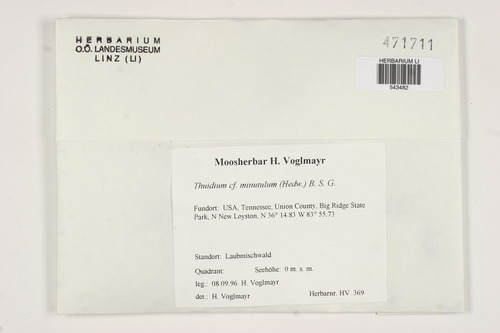 HERBARIUM
O.Ö. LANDESMUSEUM
LINZ (LI)
471711
HERBARIUM LI
543482
Moosherbar H. Voglmayr
Thuidium cf. minutulum (Hedw.) B. S. G.
Fundort: USA, Tennessee, Union County, Big Ridge State
Park, N New Loyston, N 36° 14.83 W 83° 55.73
Standort: Laubmischwald
Quadrant: Seehöhe: 0 m. s. m.
leg.: 08.09.96 H. Voglmayr
det.: H. Voglmayr Herbarnr. HV 369